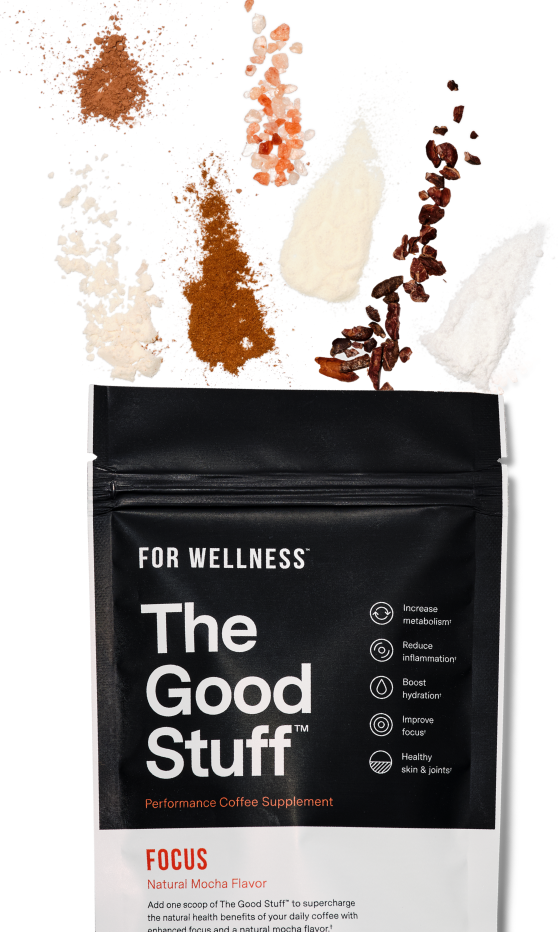 FOR WELLNESS™
The
Good
Stuff™
Performance Coffee Supplement
Increase
metabolism†
Reduce
inflammation†
Boost
hydration†
Improve
focus†
Healthy
skin & joints†
FOCUS
Natural Mocha Flavor
Add one scoop of The Good Stuff™ to supercharge
the natural health benefits of your daily coffee with
enhanced focus and a natural mocha flavor.†